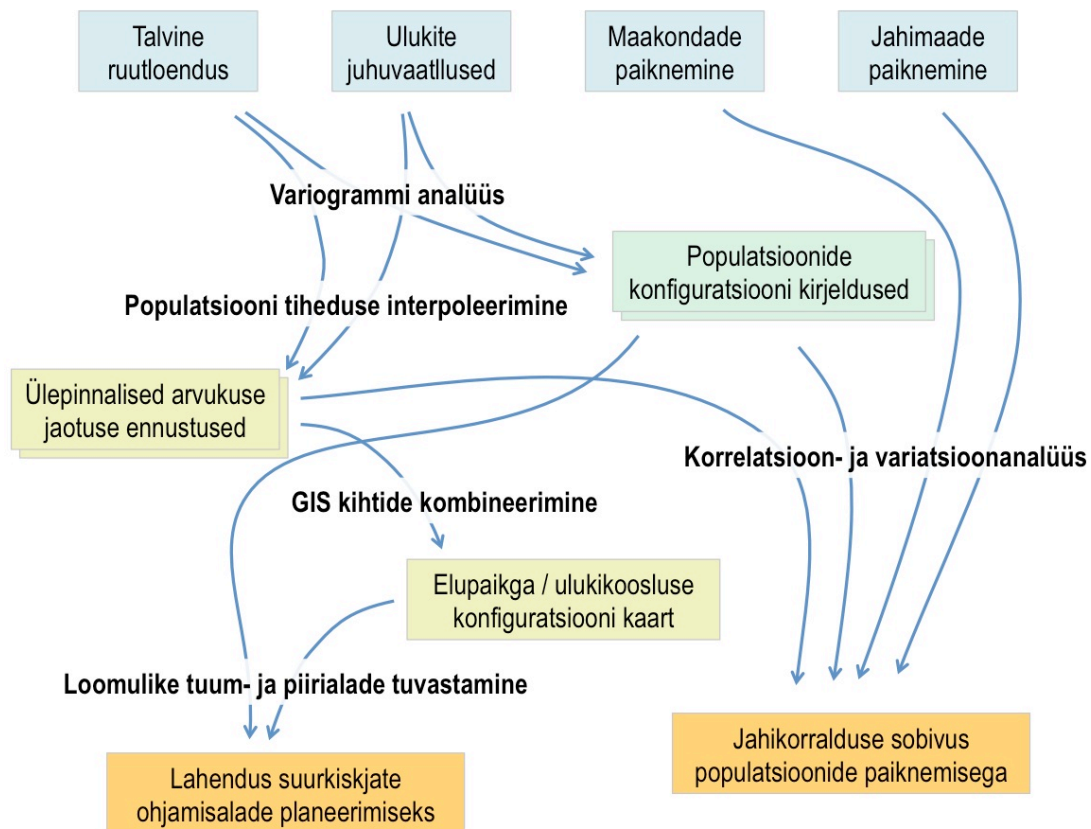 Talvine
ruutloendus
Ulukite
juhuvaatllused
Maakondade
paiknemine
Jahimaade
paiknemine
Variogrammi analüüs
Populatsioonide
konfiguratsiooni kirjeldused
Populatsiooni tiheduse interpoleerimine
Ülepinnalised arvukuse
jaotuse ennustused
Korrelatsioon- ja variatsioonanalüüs
GIS kihtide kombineerimine
Elupaikga / ulukikoosluse
konfiguratsiooni kaart
Loomulike tuum- ja piirialade tuvastamine
Jahikorralduse sobivus
populatsioonide paiknemisega
Lahendus suurkiskjate
ohjamisalade planeerimiseks